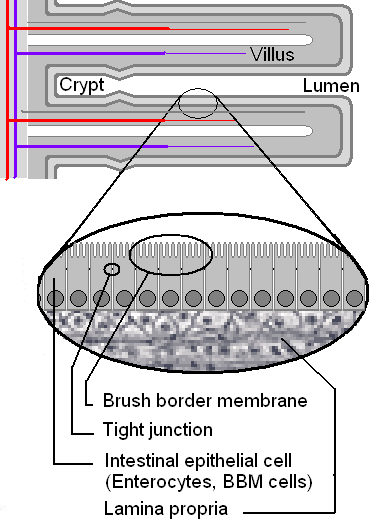 Villus
Crypt
Lumen
Brush border membrane
Tight junction
Intestinal epithelial cell
(Enterocytes, BBM cells)
Lamina propria